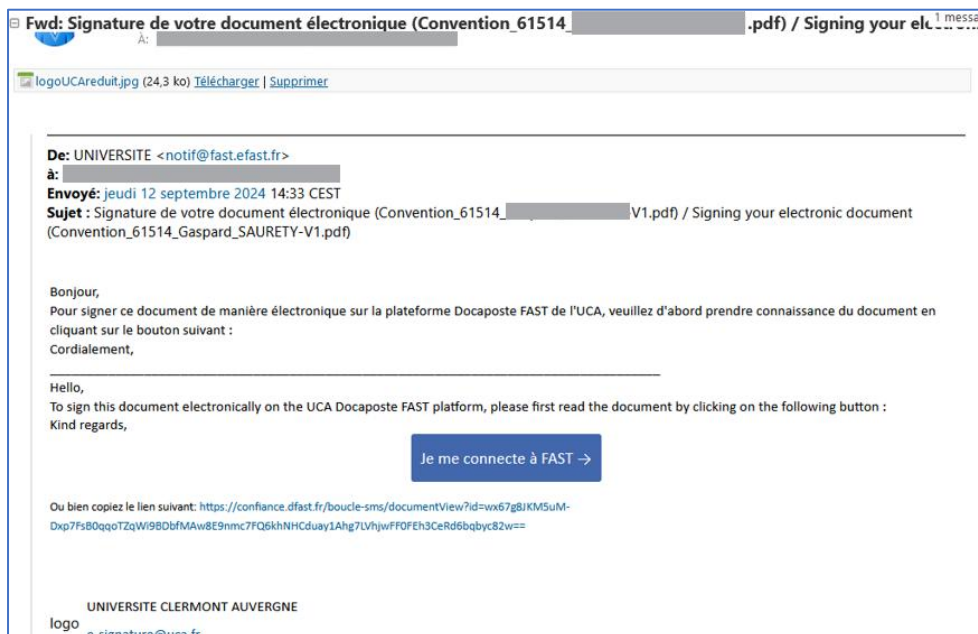 Fwd: Signature de votre document électronique (Convention_61514_ .pdf) / Signing your elec
1 messa
À:
logoUCAreduit.jpg (24,3 ko) Télécharger | Supprimer
De: UNIVERSITE <notif@fast.efast.fr>
à:
Envoyé: jeudi 12 septembre 2024 14:33 CEST
Sujet : Signature de votre document électronique (Convention_61514_ V1.pdf) / Signing your electronic document
(Convention_61514_Gaspard_SAURETY-V1.pdf)
Bonjour,
Pour signer ce document de manière électronique sur la plateforme Docaposte FAST de l'UCA, veuillez d'abord prendre connaissance du document en
cliquant sur le bouton suivant :
Cordialement,
Hello,
To sign this document electronically on the UCA Docaposte FAST platform, please first read the document by clicking on the following button :
Kind regards,
Je me connecte à FAST →
Ou bien copiez le lien suivant: https://confiance.dfast.fr/boucle-sms/documentView?id=wx67g8JKM5uM-
Dxp7FsB0qqoTZqWi9BDbfMAw8E9nmc7FQ6khNHCduay1Ahg7LVhjwFF0FEh3CeRd6bqbyc82w==
UNIVERSITE CLERMONT AUVERGNE
logo
e-signature@uca.fr